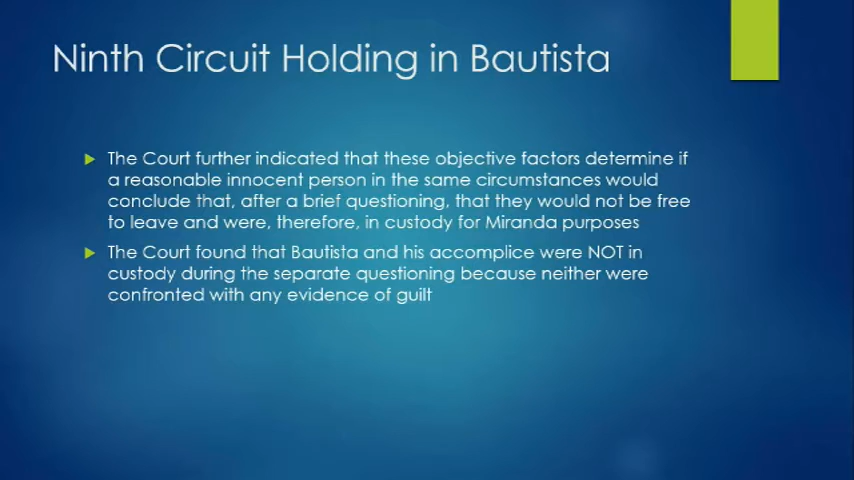 Ninth Circuit Holding in Bautista
The Court further indicated that these objective factors determine if
a reasonable innocent person in the same circumstances would
conclude that, after a brief questioning, that they would not be free
to leave and were, therefore, in custody for Miranda purposes
The Court found that Bautista and his accomplice were NOT in
custody during the separate questioning because neither were
confronted with any evidence of guilt